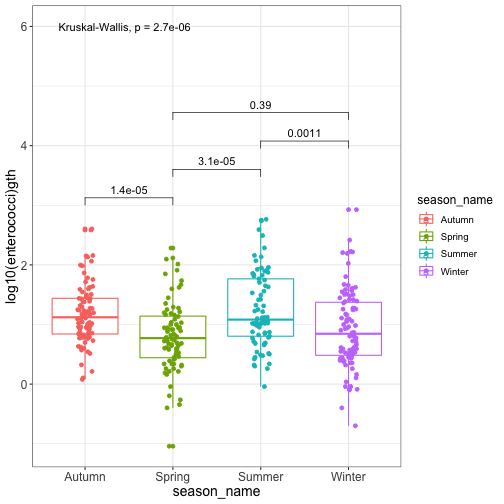 Kruskal-Wallis, p = 2.7e-06
0.39
0.0011
3.1e-05
1.4e-05
6
4
2
0
log10(enterococci)gth
Autumn Spring Summer Winter
season_name
season_name
Autumn
Spring
Summer
Winter